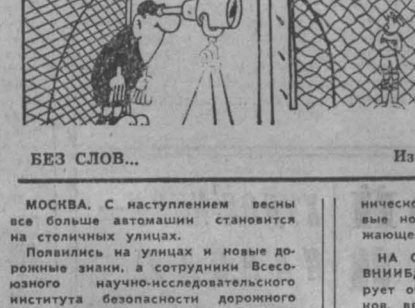 БЕЗ СЛОВ...
Из
МОСКВА. С наступлением весны
все больше автомашин становится
на столичных улицах.
Появились на улицах и новые до-
рожные знаки, а сотрудники Всесо-
юзного научно-исследовательского
института безопасности дорожного
ническо
вые но
жающе
НА С
ВНИИБД
рует о
ков.